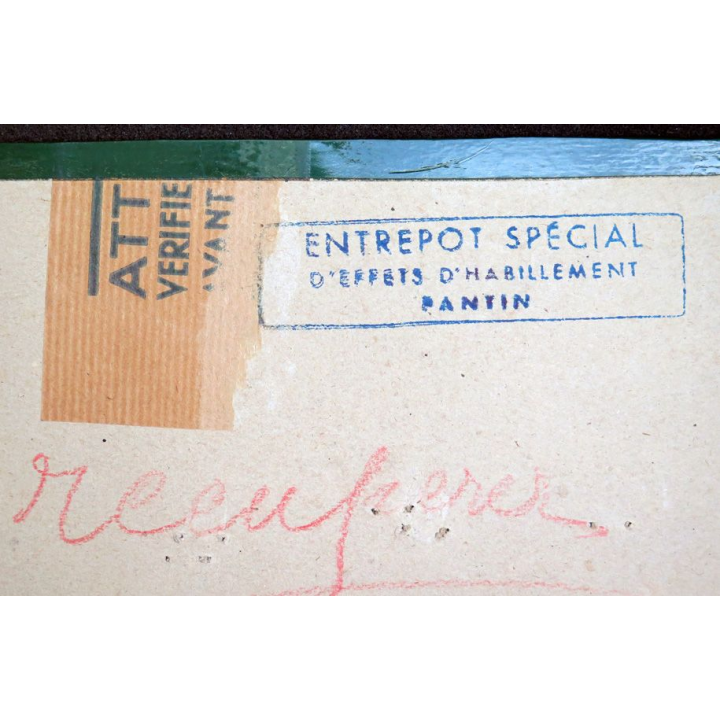 ATT
VERIFIE
AVANT
ENTREPOT SPÉCIAL
D'EFFETS D'HABILLEMENT
PANTIN
recuperer